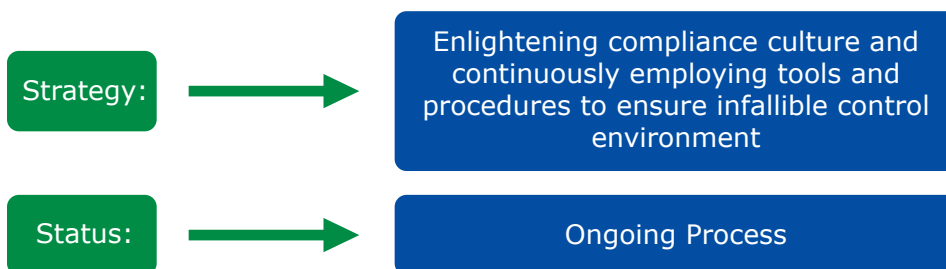 Strategy:
Enlightening compliance culture and
continuously employing tools and
procedures to ensure infallible control
environment
Status:
Ongoing Process